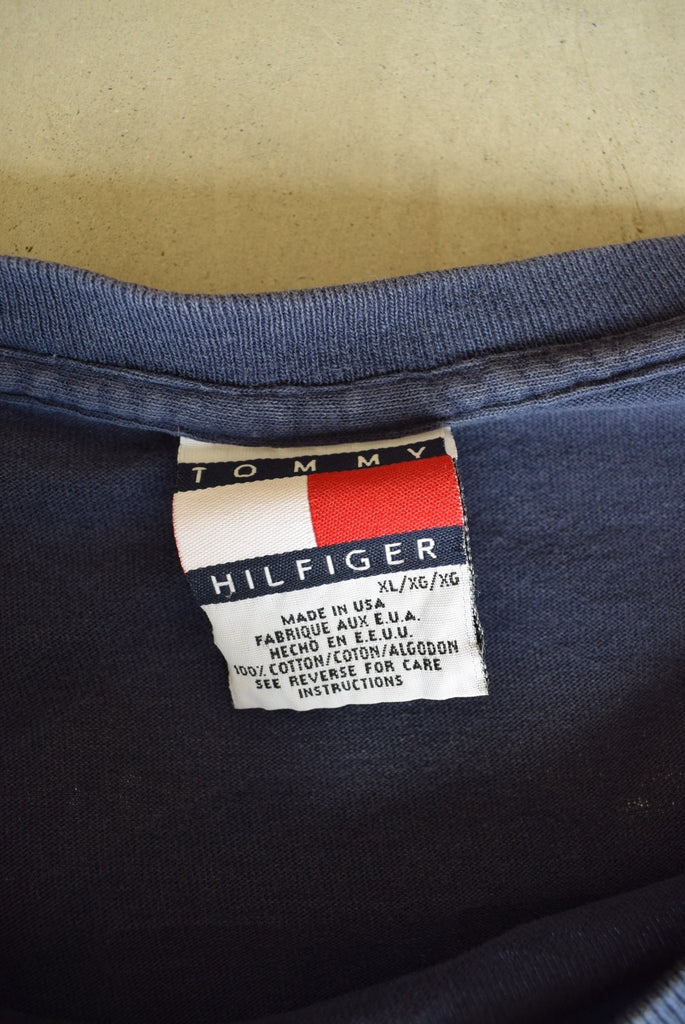 TOMMY
HILFIGER
XL/XG/XG
MADE IN USA
FABRIQUE AUX E.U.A.
HECHO EN E.E.U.U.
100% COTTON/COTON/ALGODON
SEE REVERSE FOR CARE
INSTRUCTIONS